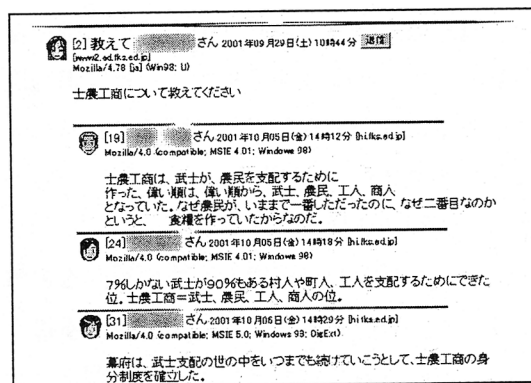 [2] 教えて さん 2001年09月29日(土) 10時44分 返信
[www2.ed.fks.ed.jp]
Mozilla/4.78 [ja] (Win98; U)
士農工商について教えてください
[19] さん 2001年10月05日(金) 14時12分 [hi.fks.ed.jp]
Mozilla/4.0 (compatible; MSIE 4.01; Windows 98)
士農工商は、武士が、農民を支配するために
作った、偉い順は、偉い順から、武士、農民、工人、商人
となっていた。なぜ農民が、いままで一番しただったのに、なぜ二番目なのか
というと、 食糧を作っていたからなのだ。
[24] さん 2001年10月05日(金) 14時18分 [hi.fks.ed.jp]
Mozilla/4.0 (compatible; MSIE 4.01; Windows 98)
7%しかない武士が90%もある村人や町人、工人を支配するためにできた
位。士農工商=武士、農民、工人、商人の位。
[31] さん 2001年10月06日(金) 14時29分 [hi.fks.ed.jp]
Mozilla/4.0 (compatible; MSIE 5.0; Windows 98; DigExt)
幕府は、武士支配の世の中をいつまでも続けていこうとして、士農工商の身
分制度を確立した。